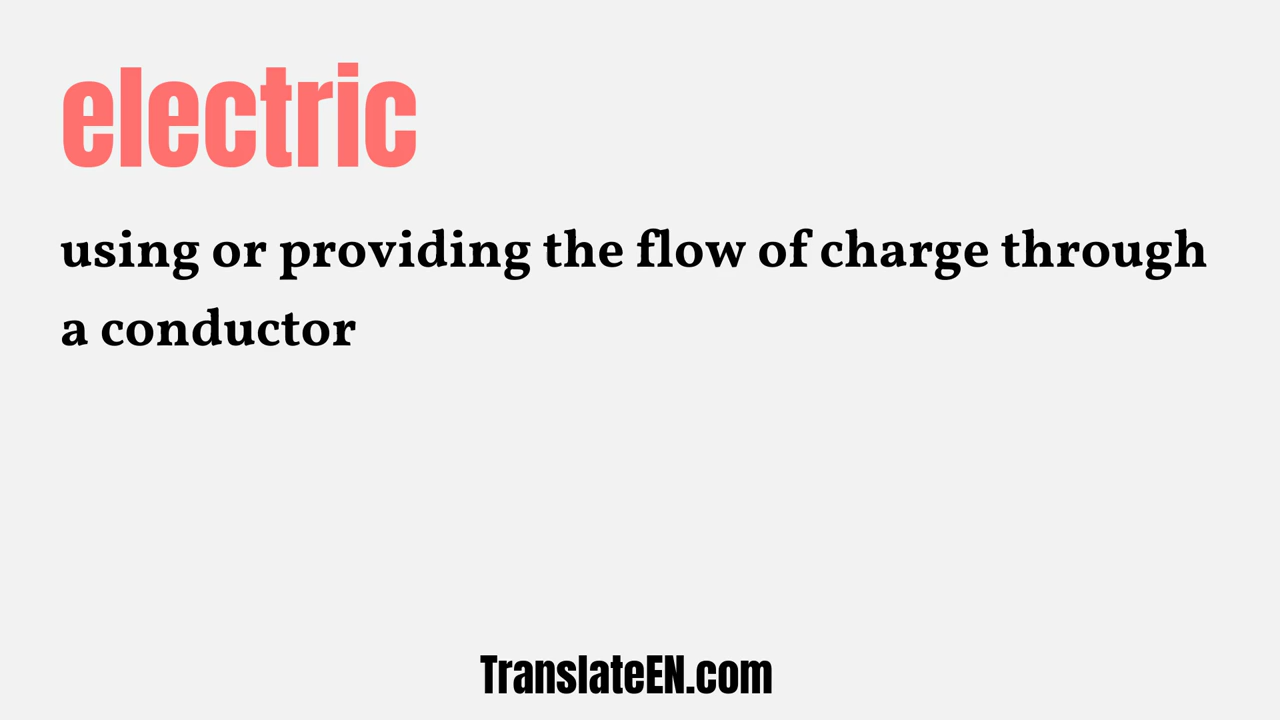 electric
using or providing the flow of charge through
a conductor
TranslateEN.com